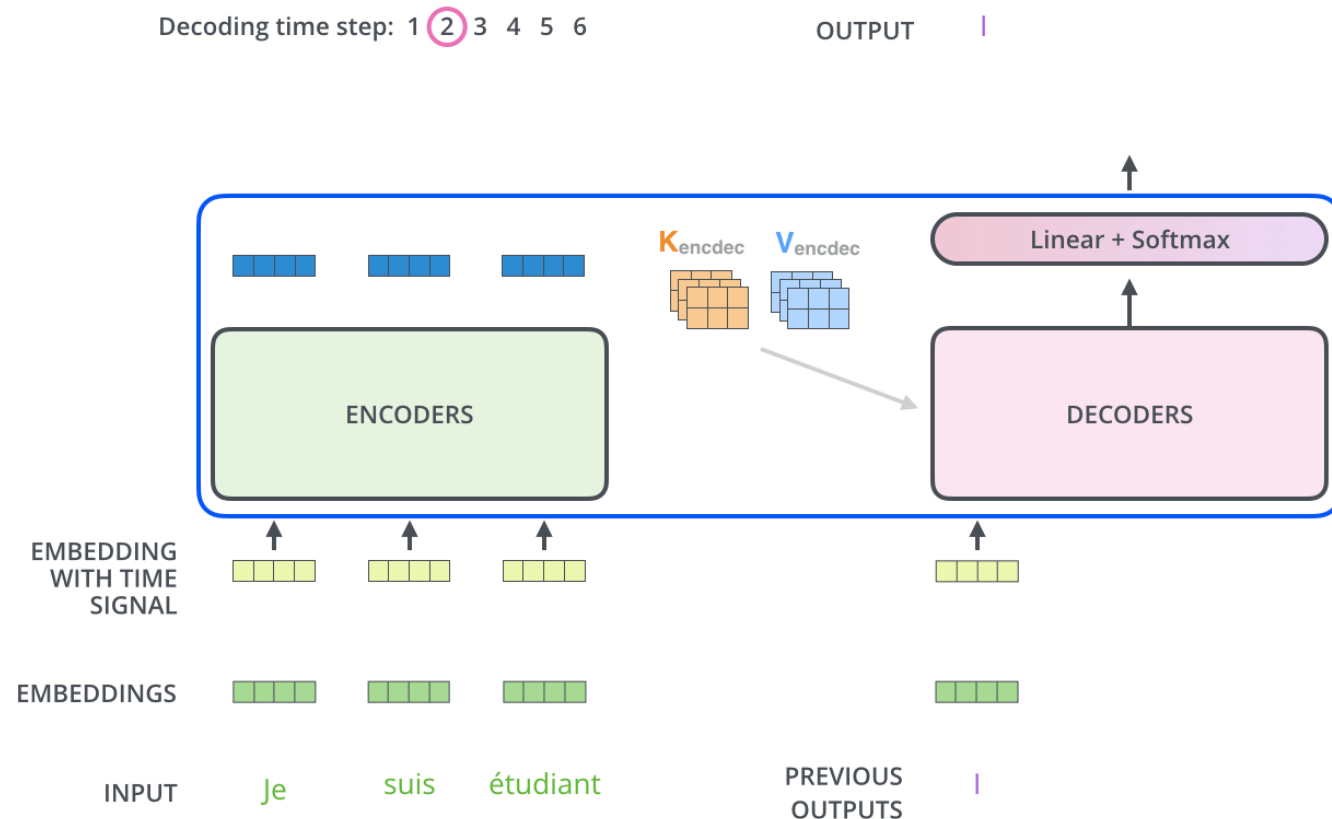 Decoding time step: 1 2 3 4 5 6
OUTPUT I
Kencdec Vencdec
Linear + Softmax
ENCODERS
DECODERS
EMBEDDING
WITH TIME
SIGNAL
EMBEDDINGS
INPUT Je suis étudiant
PREVIOUS
OUTPUTS
I